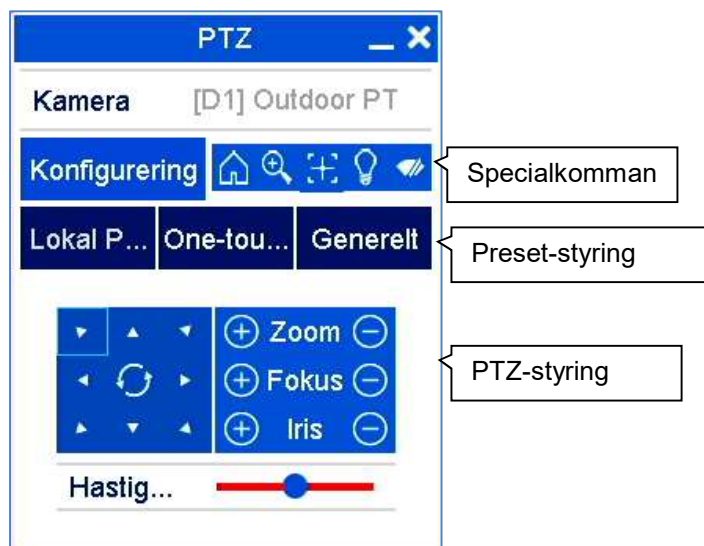 PTZ
Kamera [D1] Outdoor PT
Konfigurering
Specialkomman
Lokal P... One-tou... Generelt
Preset-styring
Zoom
Fokus
PTZ-styring
Iris
Hastig...